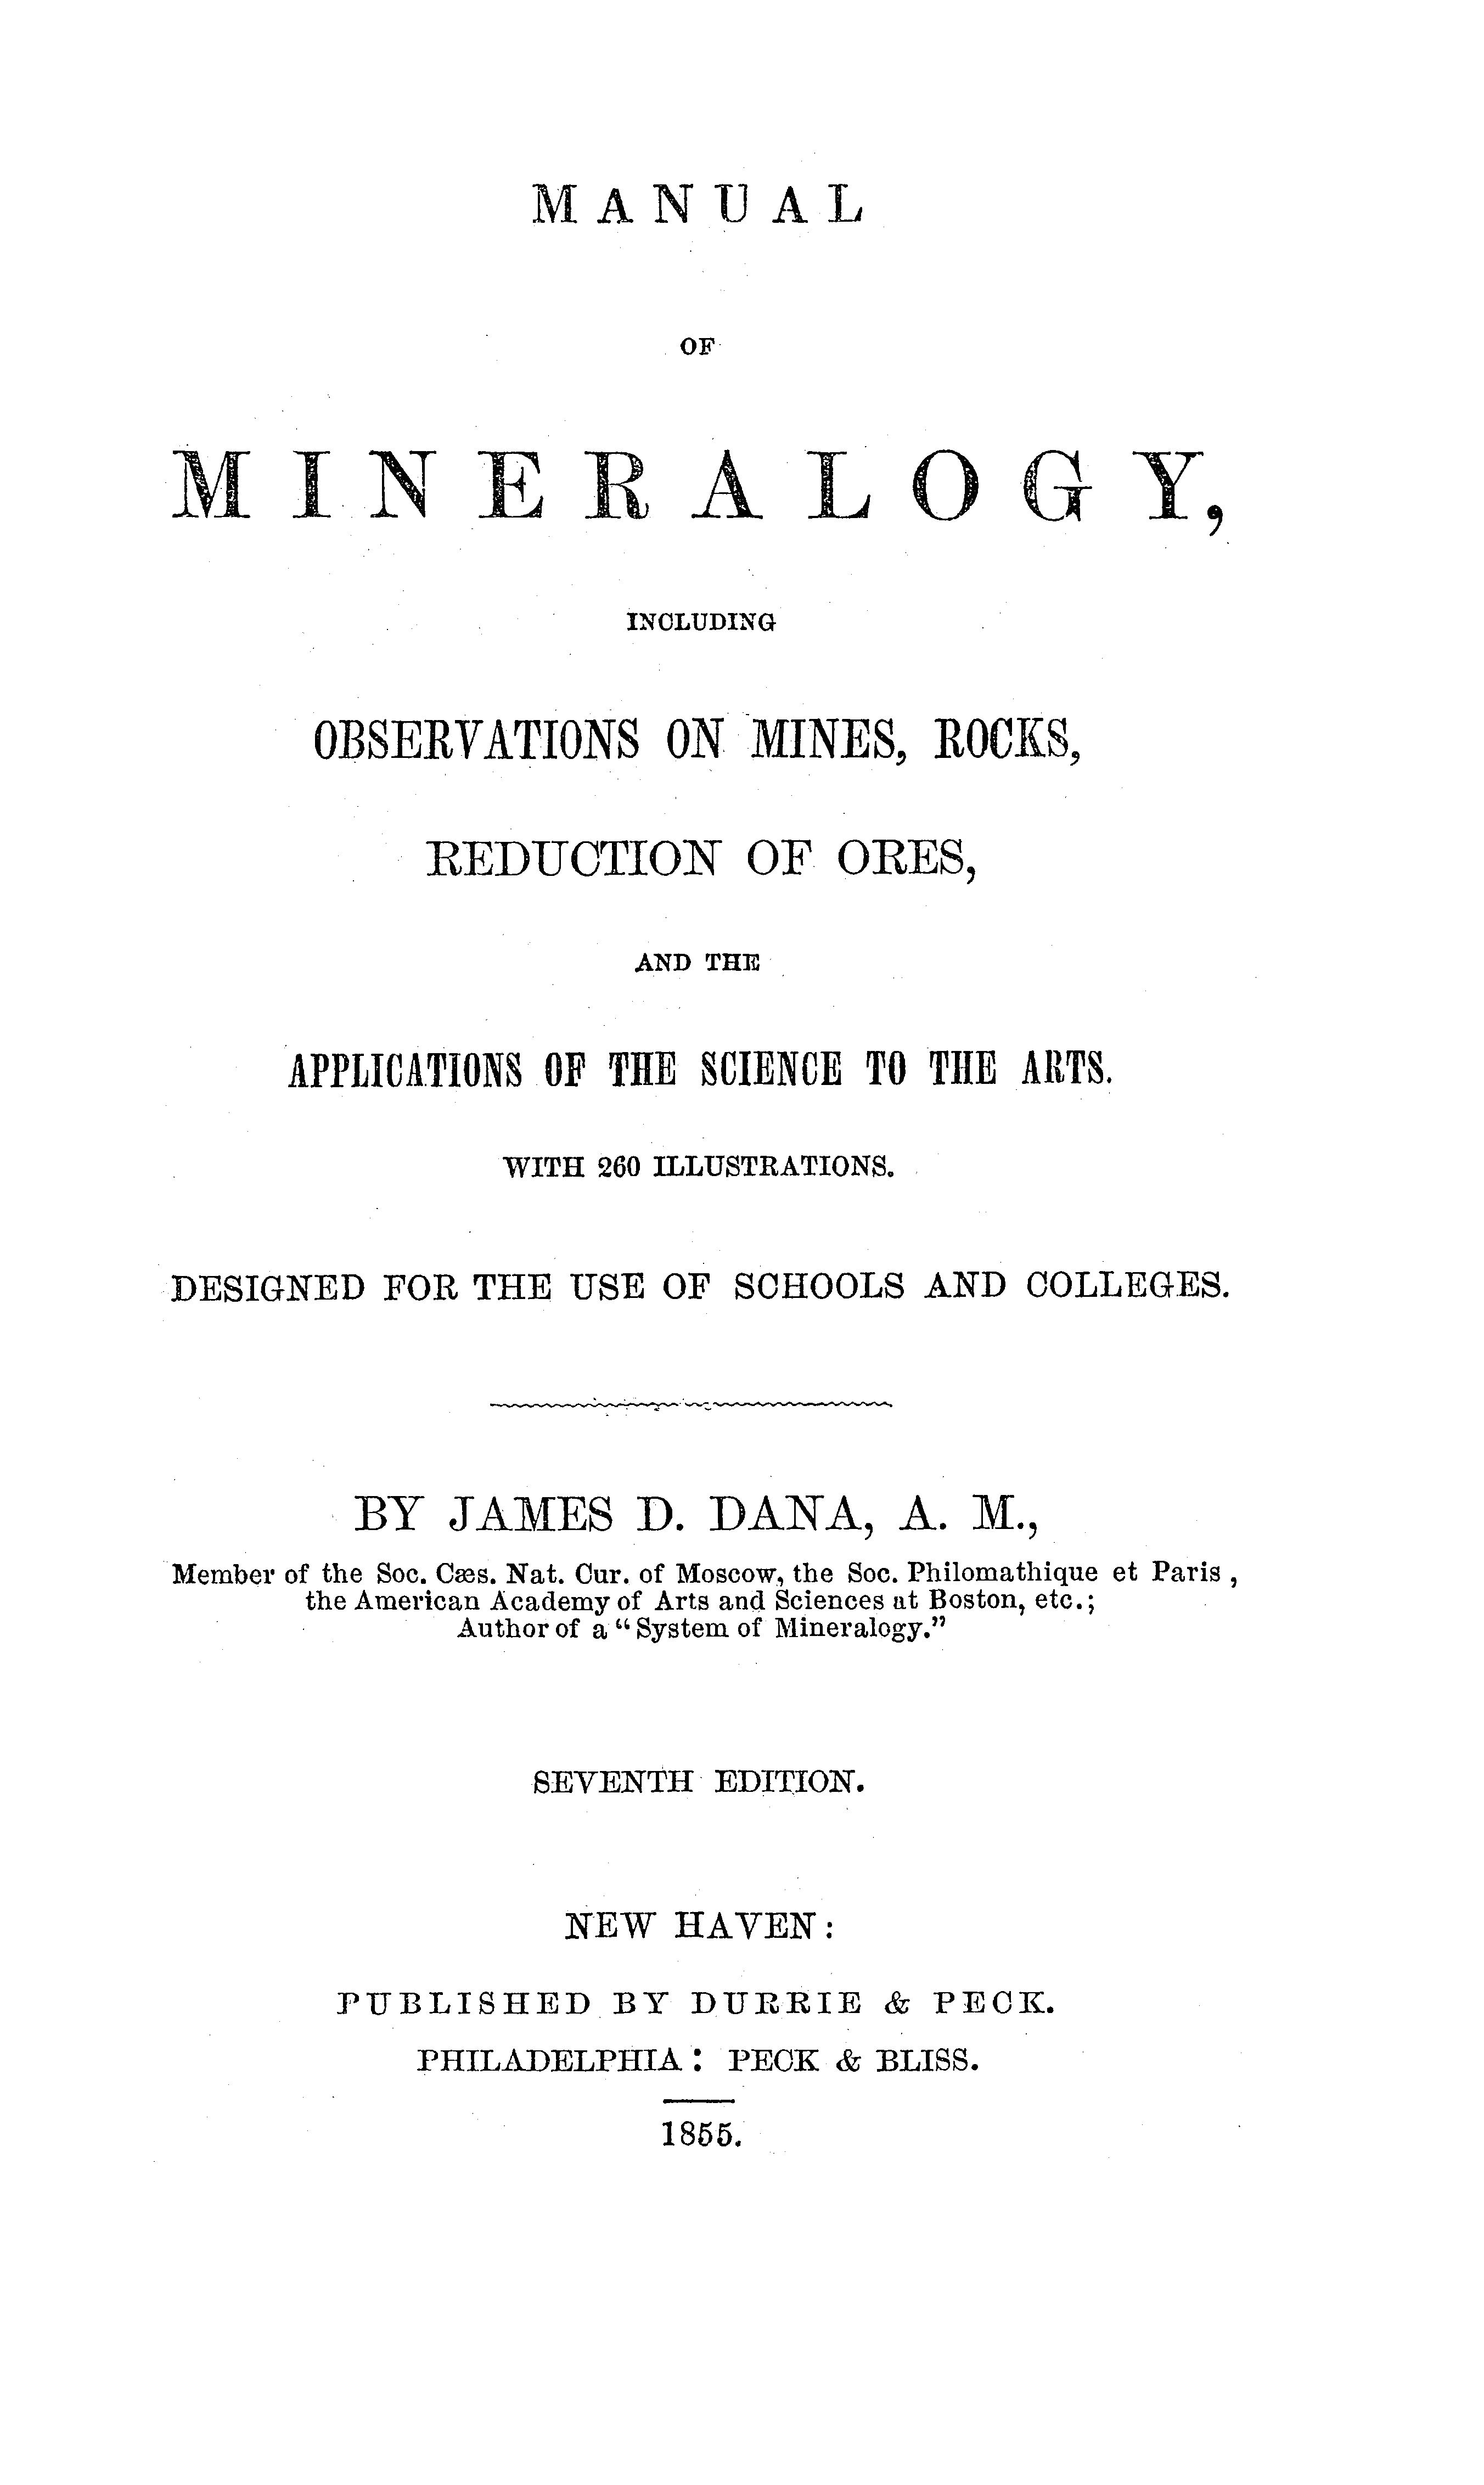 MANUAL
OF
MINERALOGY,
INCLUDING
OBSERVATIONS ON MINES, ROCKS,
REDUCTION OF ORES,
AND THE
APPLICATIONS OF THE SCIENCE TO THE ARTS.
WITH 260 ILLUSTRATIONS.
DESIGNED FOR THE USE OF SCHOOLS AND COLLEGES.
BY JAMES D. DANA, A. M.,
Member of the Soc. Cæs. Nat. Cur. of Moscow, the Soc. Philomathique et Paris,
the American Academy of Arts and Sciences at Boston, etc.;
Author of a "System of Mineralogy."
SEVENTH EDITION.
NEW HAVEN:
PUBLISHED BY DURRIE & PECK.
PHILADELPHIA: PECK & BLISS.
1855.